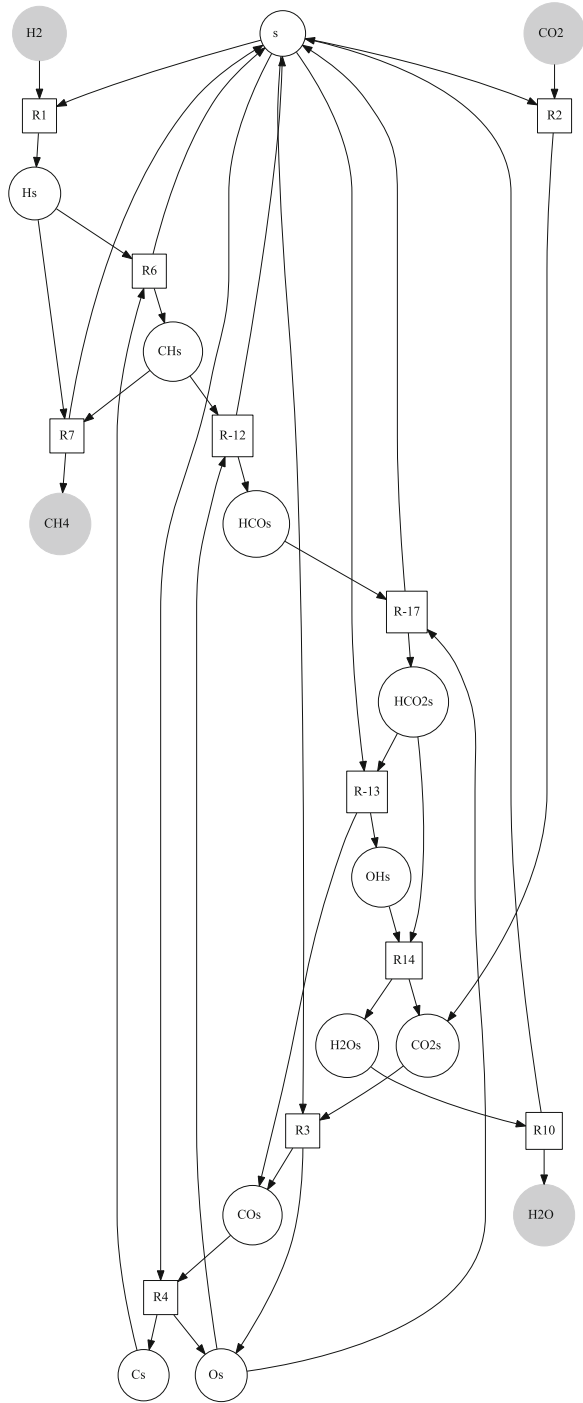 H2
s
CO2
R1
R2
Hs
R6
CHs
R7
R-12
CH4
HCOs
R-17
HCO2s
R-13
OHs
R14
H2Os
CO2s
R3
R10
COs
H2O
R4
Cs
Os